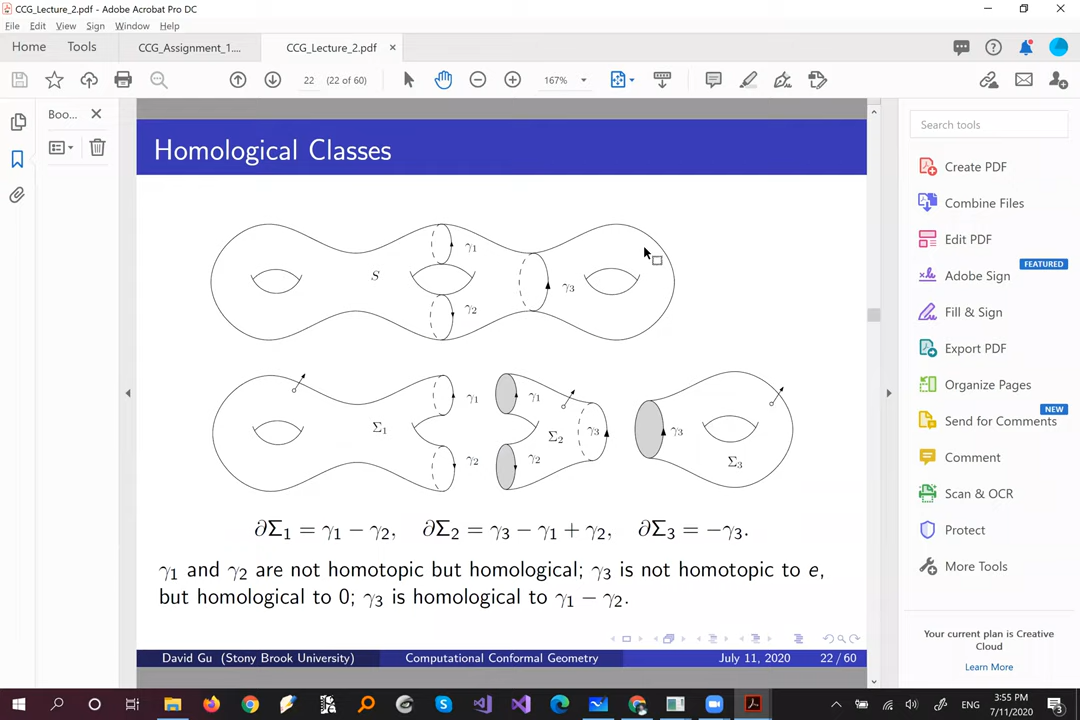 CCG_Lecture_2.pdf - Adobe Acrobat Pro DC
File Edit View Sign Window Help
Home Tools CCG_Assignment_1.... CCG_Lecture_2.pdf ×
22 (22 of 60) 167%
Boo...
Homological Classes
S γ₁ γ₂ γ₃
Σ₁ γ₁ γ₂ γ₁ γ₂ Σ₂ γ₃ γ₃ Σ₃
∂Σ₁ = γ₁ − γ₂, ∂Σ₂ = γ₃ − γ₁ + γ₂, ∂Σ₃ = −γ₃.
γ₁ and γ₂ are not homotopic but homological; γ₃ is not homotopic to e,
but homological to 0; γ₃ is homological to γ₁ − γ₂.
David Gu (Stony Brook University) Computational Conformal Geometry July 11, 2020 22 / 60
Search tools
Create PDF
Combine Files
Edit PDF
FEATURED
Adobe Sign
Fill & Sign
Export PDF
Organize Pages
NEW
Send for Comments
Comment
Scan & OCR
Protect
More Tools
Your current plan is Creative
Cloud
Learn More
ENG
3:55 PM
7/11/2020
3